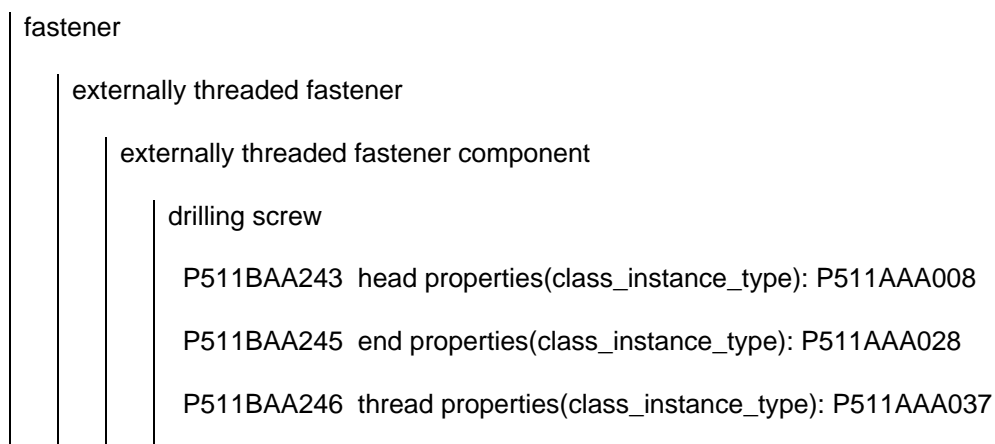 fastener
externally threaded fastener
externally threaded fastener component
drilling screw
P511BAA243 head properties(class_instance_type): P511AAA008
P511BAA245 end properties(class_instance_type): P511AAA028
P511BAA246 thread properties(class_instance_type): P511AAA037